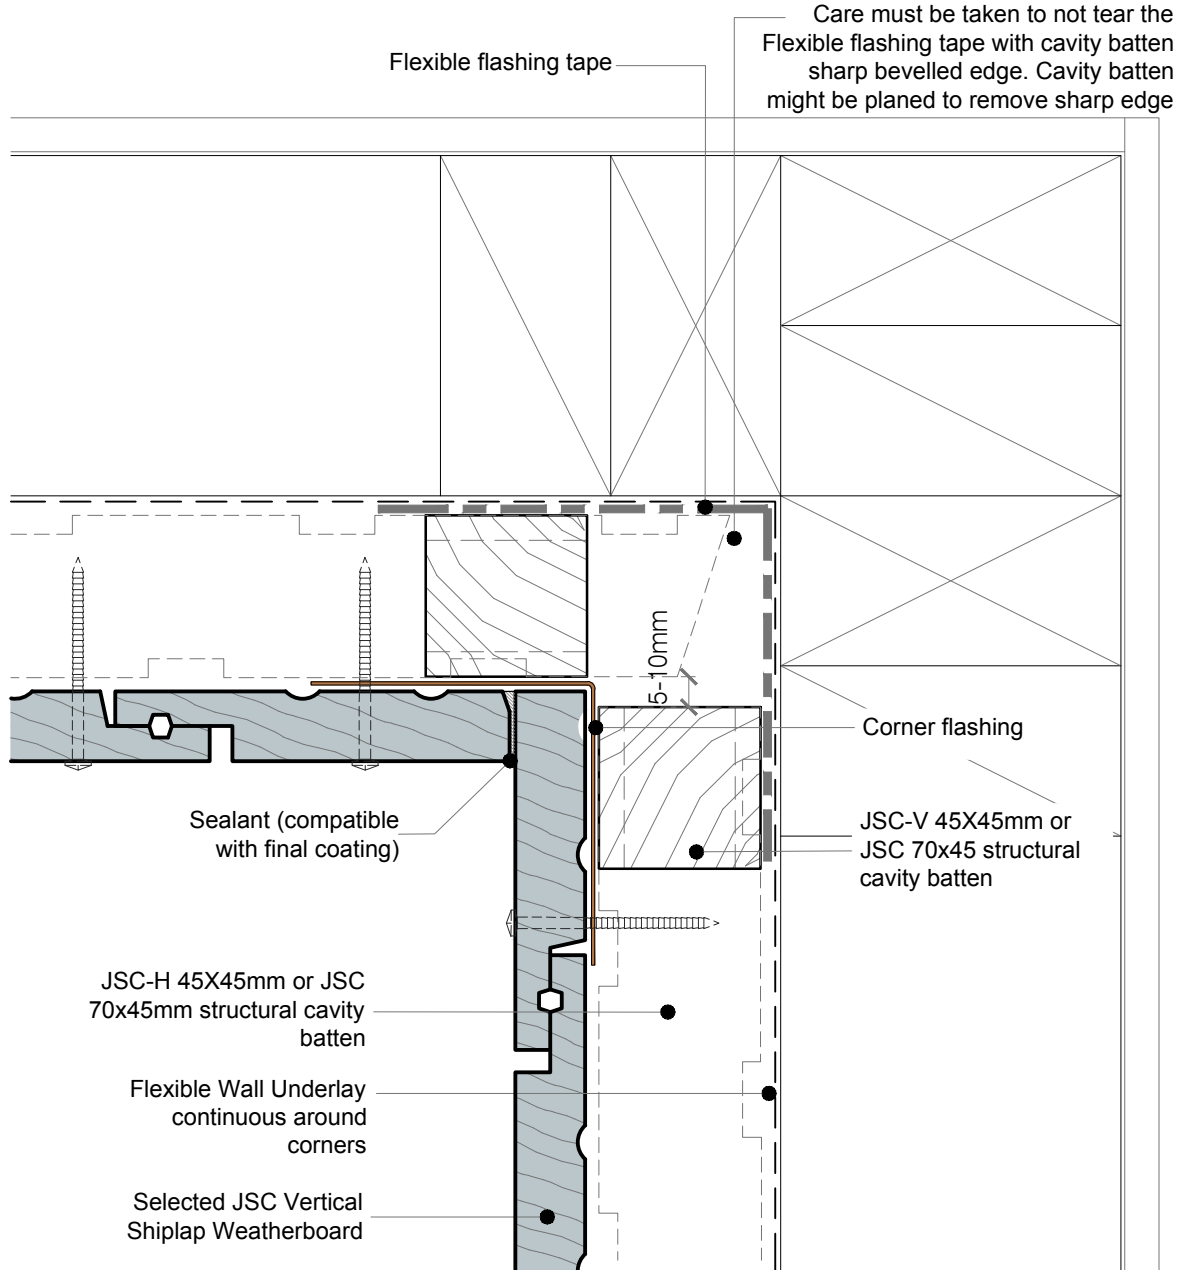 Care must be taken to not tear the
Flexible flashing tape with cavity batten
sharp bevelled edge. Cavity batten
might be planed to remove sharp edge
Flexible flashing tape
5-10mm
Corner flashing
Sealant (compatible
with final coating)
JSC-V 45X45mm or
JSC 70x45 structural
cavity batten
JSC-H 45X45mm or JSC
70x45mm structural cavity
batten
Flexible Wall Underlay
continuous around
corners
Selected JSC Vertical
Shiplap Weatherboard